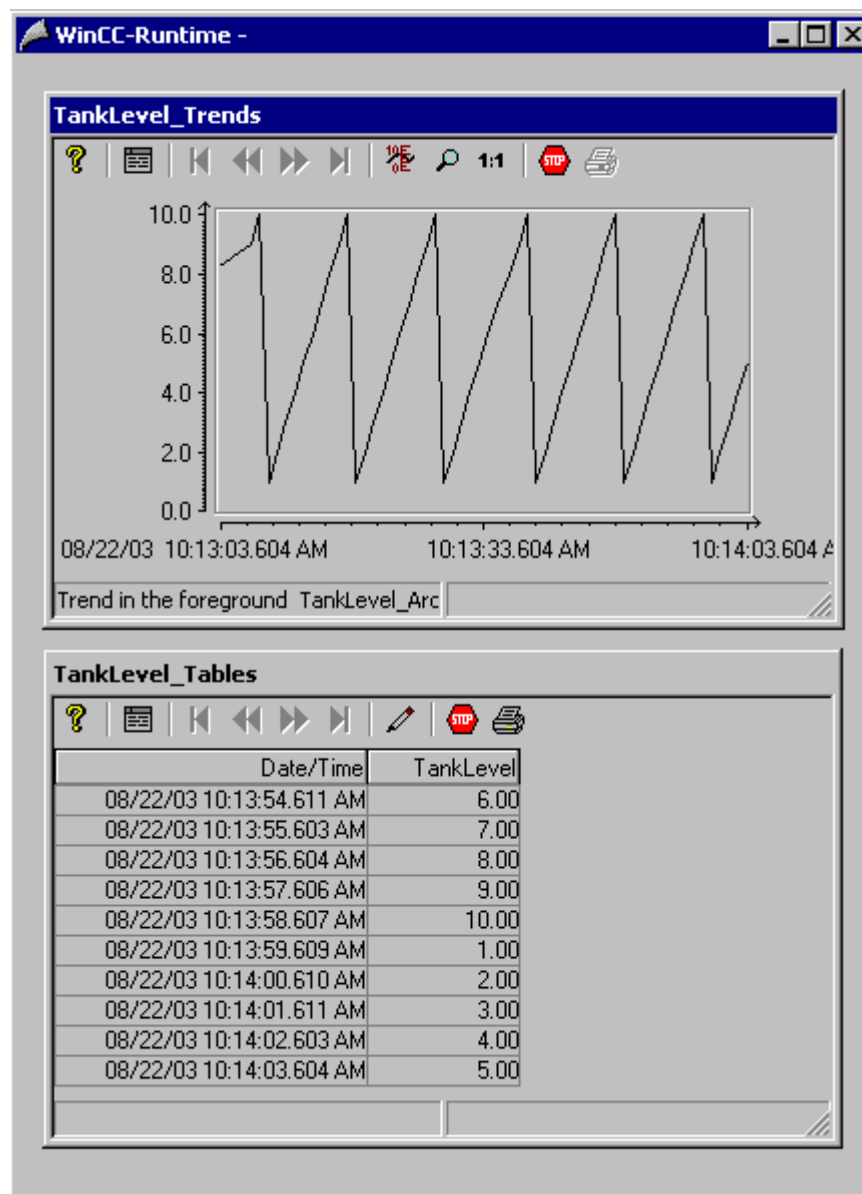 WinCC-Runtime -
TankLevel_Trends
1:1
STOP
10.0
8.0
6.0
4.0
2.0
0.0
08/22/03 10:13:03.604 AM 10:13:33.604 AM 10:14:03.604 A
Trend in the foreground TankLevel_Arc
TankLevel_Tables
STOP
Date/Time TankLevel
08/22/03 10:13:54.611 AM 6.00
08/22/03 10:13:55.603 AM 7.00
08/22/03 10:13:56.604 AM 8.00
08/22/03 10:13:57.606 AM 9.00
08/22/03 10:13:58.607 AM 10.00
08/22/03 10:13:59.609 AM 1.00
08/22/03 10:14:00.610 AM 2.00
08/22/03 10:14:01.611 AM 3.00
08/22/03 10:14:02.603 AM 4.00
08/22/03 10:14:03.604 AM 5.00